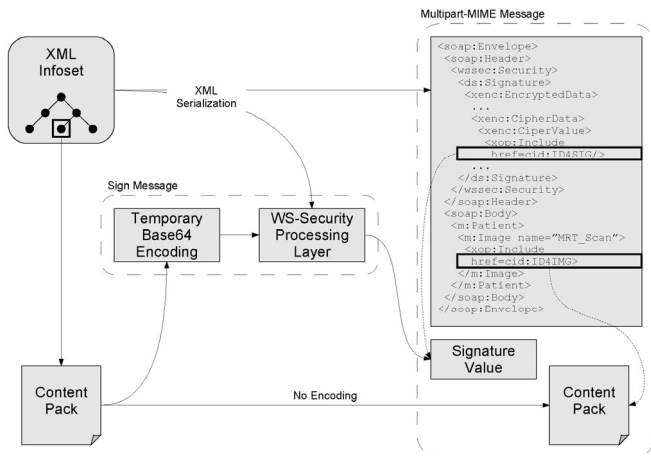 Multipart-MIME Message
XML
Infoset
XML
Serialization
<soap:Envelope>
<soap:Header>
<wssec:Security>
<ds:Signature>
<xenc:EncryptedData>
...
<xenc:CipherData>
<xenc:CiperValue>
<xop:Include
href=cid:ID4SIG/>
...
</ds:Signature>
</wssec:Security>
</soap:Header>
<soap:Body>
<m:Patient>
<m:Image name="MRT_Scan">
<xop:Include
href=cid:ID4IMG>
</m:Image>
</m:Patient>
</soap:Body>
</soap:Envelope>
Sign Message
Temporary
Base64
Encoding
WS-Security
Processing
Layer
Signature
Value
Content
Pack
No Encoding
Content
Pack